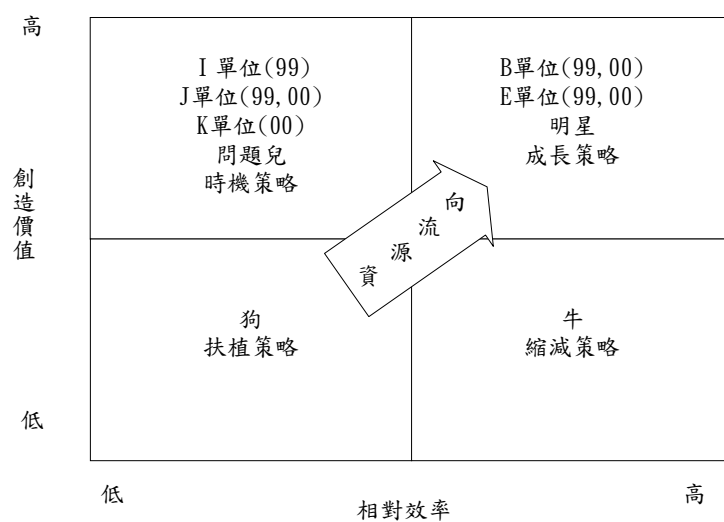 高
I 單位(99)
J單位(99,00)
K單位(00)
問題兒
時機策略
B單位(99,00)
E單位(99,00)
明星
成長策略
創造價值
資源流向
狗
扶植策略
牛
縮減策略
低
低
高
相對效率